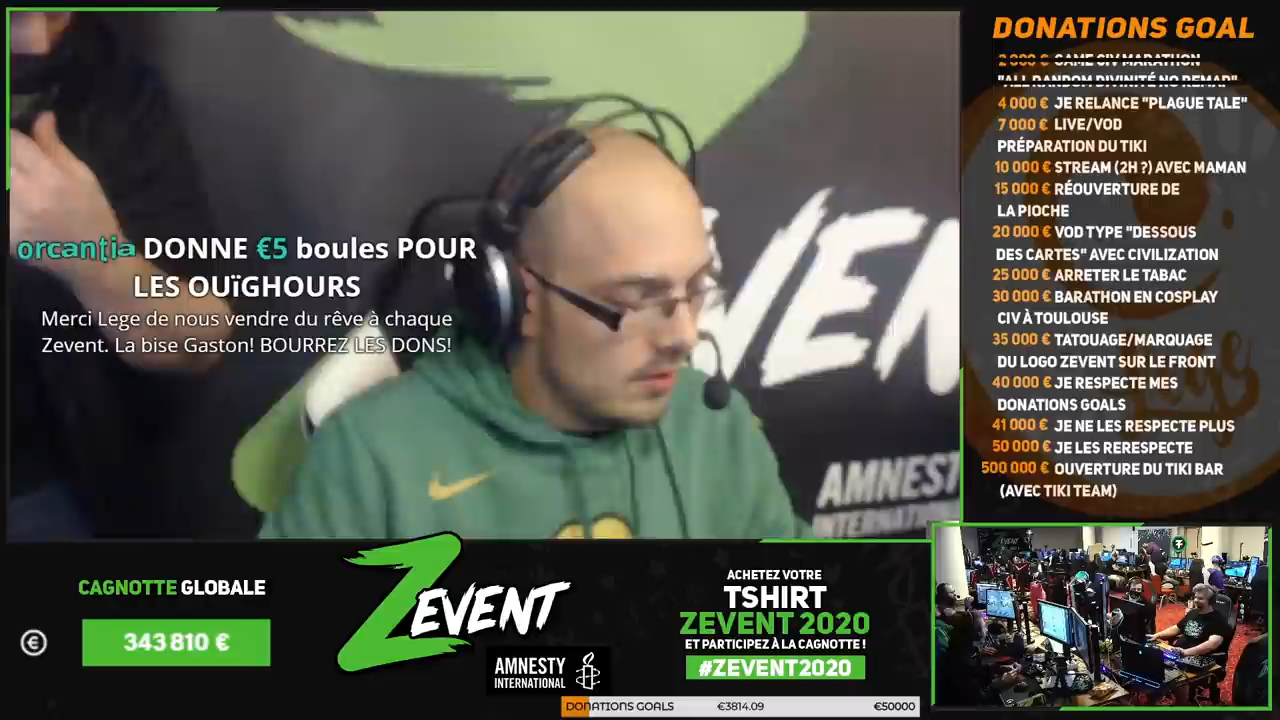 DONATIONS GOAL
2 000 € GAME CIV MARATHON
"ALL RANDOM DIVINITÉ NO REMAP"
4 000 € JE RELANCE "PLAGUE TALE"
7 000 € LIVE/VOD
PRÉPARATION DU TIKI
10 000 € STREAM (2H ?) AVEC MAMAN
15 000 € RÉOUVERTURE DE
LA PIOCHE
20 000 € VOD TYPE "DESSOUS
DES CARTES" AVEC CIVILIZATION
25 000 € ARRETER LE TABAC
30 000 € BARATHON EN COSPLAY
CIV À TOULOUSE
35 000 € TATOUAGE/MARQUAGE
DU LOGO ZEVENT SUR LE FRONT
40 000 € JE RESPECTE MES
DONATIONS GOALS
41 000 € JE NE LES RESPECTE PLUS
50 000 € JE LES RERESPECTE
500 000 € OUVERTURE DU TIKI BAR
(AVEC TIKI TEAM)
orcantia DONNE €5 boules POUR
LES OUïGHOURS
Merci Lege de nous vendre du rêve à chaque
Zevent. La bise Gaston! BOURREZ LES DONS!
AMNEST
INTERNATION
CAGNOTTE GLOBALE
343 810 €
ZEVENT
AMNESTY
INTERNATIONAL
ACHETEZ VOTRE
TSHIRT
ZEVENT 2020
ET PARTICIPEZ À LA CAGNOTTE !
#ZEVENT2020
DONATIONS GOALS €3814.09 €50000